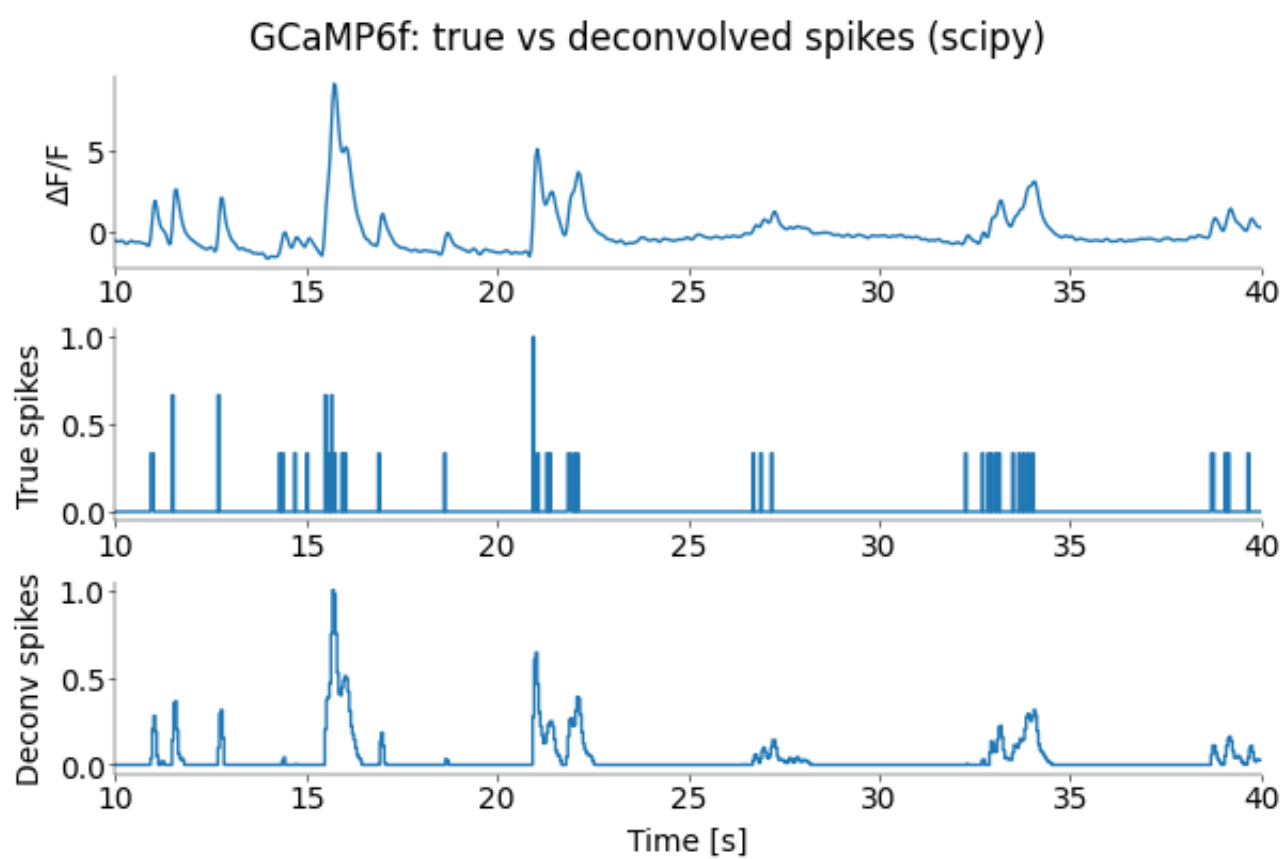 GCaMP6f: true vs deconvolved spikes (scipy)
ΔF/F
5
0
10 15 20 25 30 35 40
True spikes
1.0
0.5
0.0
10 15 20 25 30 35 40
Deconv spikes
1.0
0.5
0.0
10 15 20 25 30 35 40
Time [s]